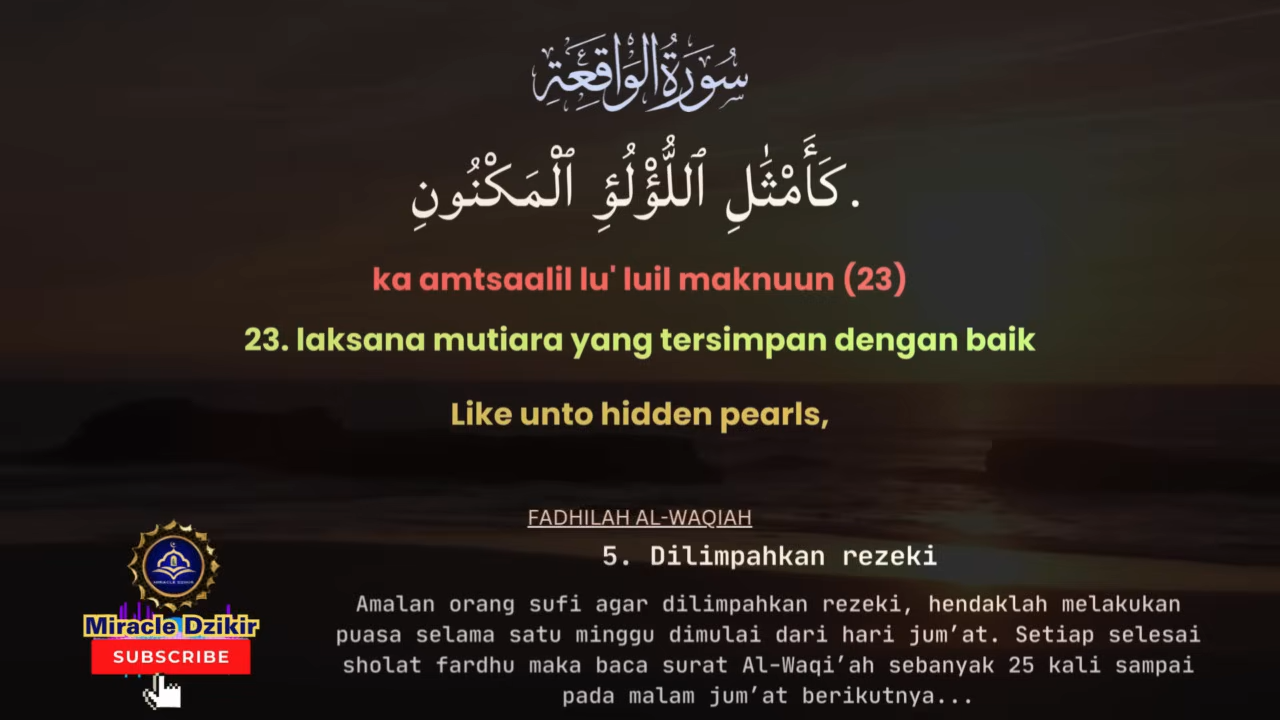 سُورَةُ الْوَاقِعَةِ
كَأَمْثَٰلِ ٱللُّؤْلُؤِ ٱلْمَكْنُونِ.
ka amtsaalil lu' luil maknuun (23)
23. laksana mutiara yang tersimpan dengan baik
Like unto hidden pearls,
FADHILAH AL-WAQIAH
5. Dilimpahkan rezeki
Amalan orang sufi agar dilimpahkan rezeki, hendaklah melakukan
puasa selama satu minggu dimulai dari hari jum’at. Setiap selesai
sholat fardhu maka baca surat Al-Waqi’ah sebanyak 25 kali sampai
pada malam jum’at berikutnya...
MIRACLE DZIKIR
Miracle Dzikir
SUBSCRIBE